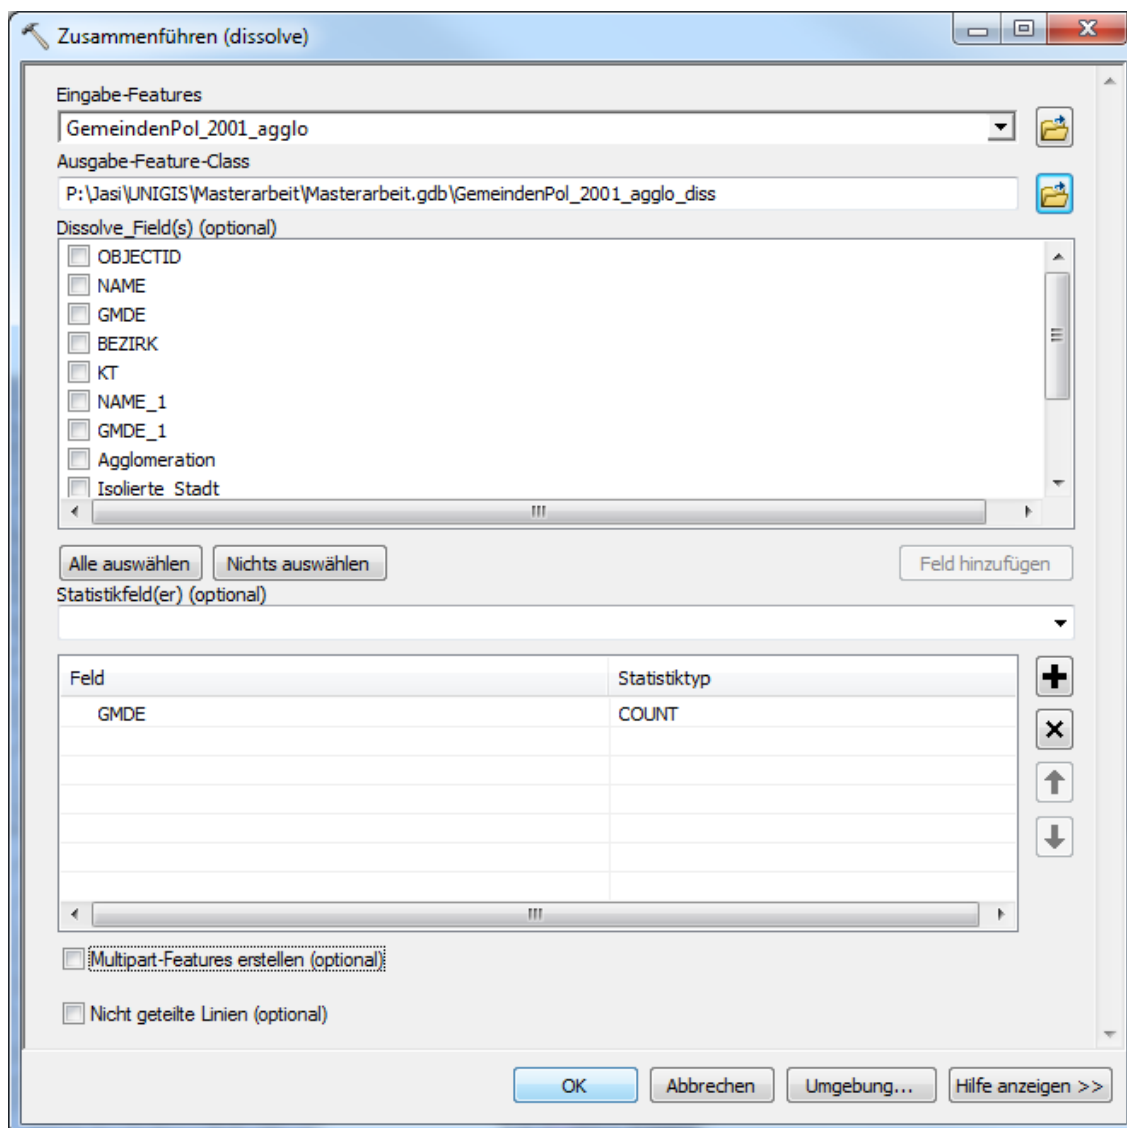 Zusammenführen (dissolve)
Eingabe-Features
GemeindenPol_2001_agglo
Ausgabe-Feature-Class
P:\Jasi\UNIGIS\Masterarbeit\Masterarbeit.gdb\GemeindenPol_2001_agglo_diss
Dissolve_Field(s) (optional)
OBJECTID
NAME
GMDE
BEZIRK
KT
NAME_1
GMDE_1
Agglomeration
Isolierte_Stadt
Alle auswählen Nichts auswählen Feld hinzufügen
Statistikfeld(er) (optional)
Feld Statistiktyp
GMDE COUNT
Multipart-Features erstellen (optional)
Nicht geteilte Linien (optional)
OK Abbrechen Umgebung... Hilfe anzeigen >>